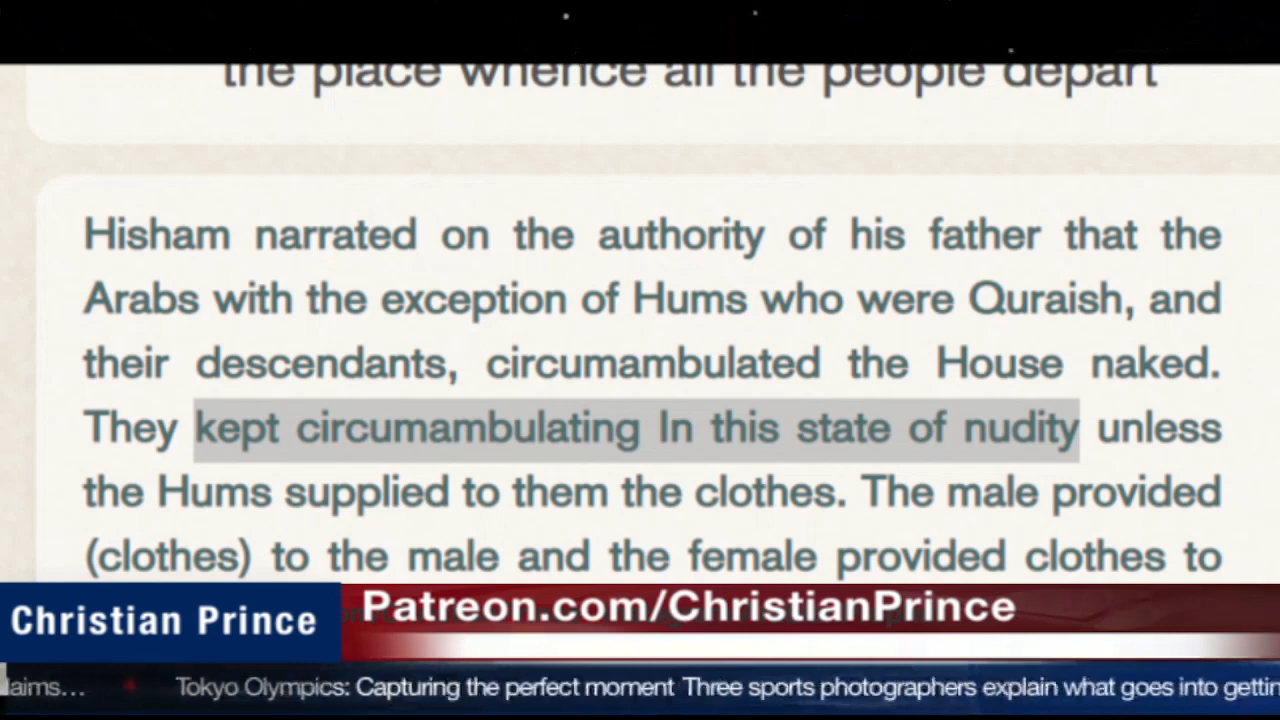 the place whence all the people depart
Hisham narrated on the authority of his father that the
Arabs with the exception of Hums who were Quraish, and
their descendants, circumambulated the House naked.
They kept circumambulating In this state of nudity unless
the Hums supplied to them the clothes. The male provided
(clothes) to the male and the female provided clothes to
Christian Prince
Patreon.com/ChristianPrince
laims... Tokyo Olympics: Capturing the perfect moment Three sports photographers explain what goes into gettin